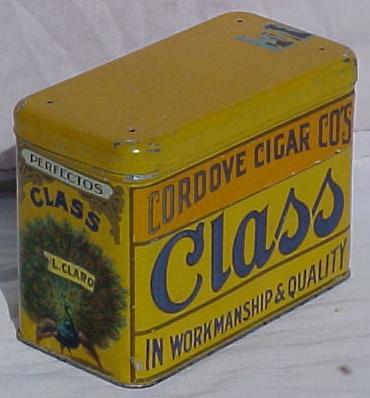 PERFECTOS
CLASS
L. CLARO
CORDOVE CIGAR CO'S
Class
IN WORKMANSHIP & QUALITY